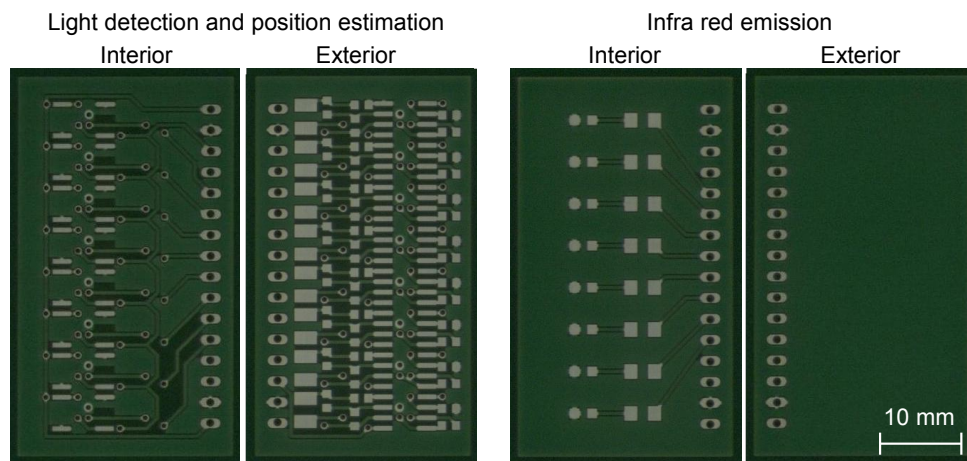 Light detection and position estimation
Interior
Exterior
Infra red emission
Interior
Exterior
10 mm